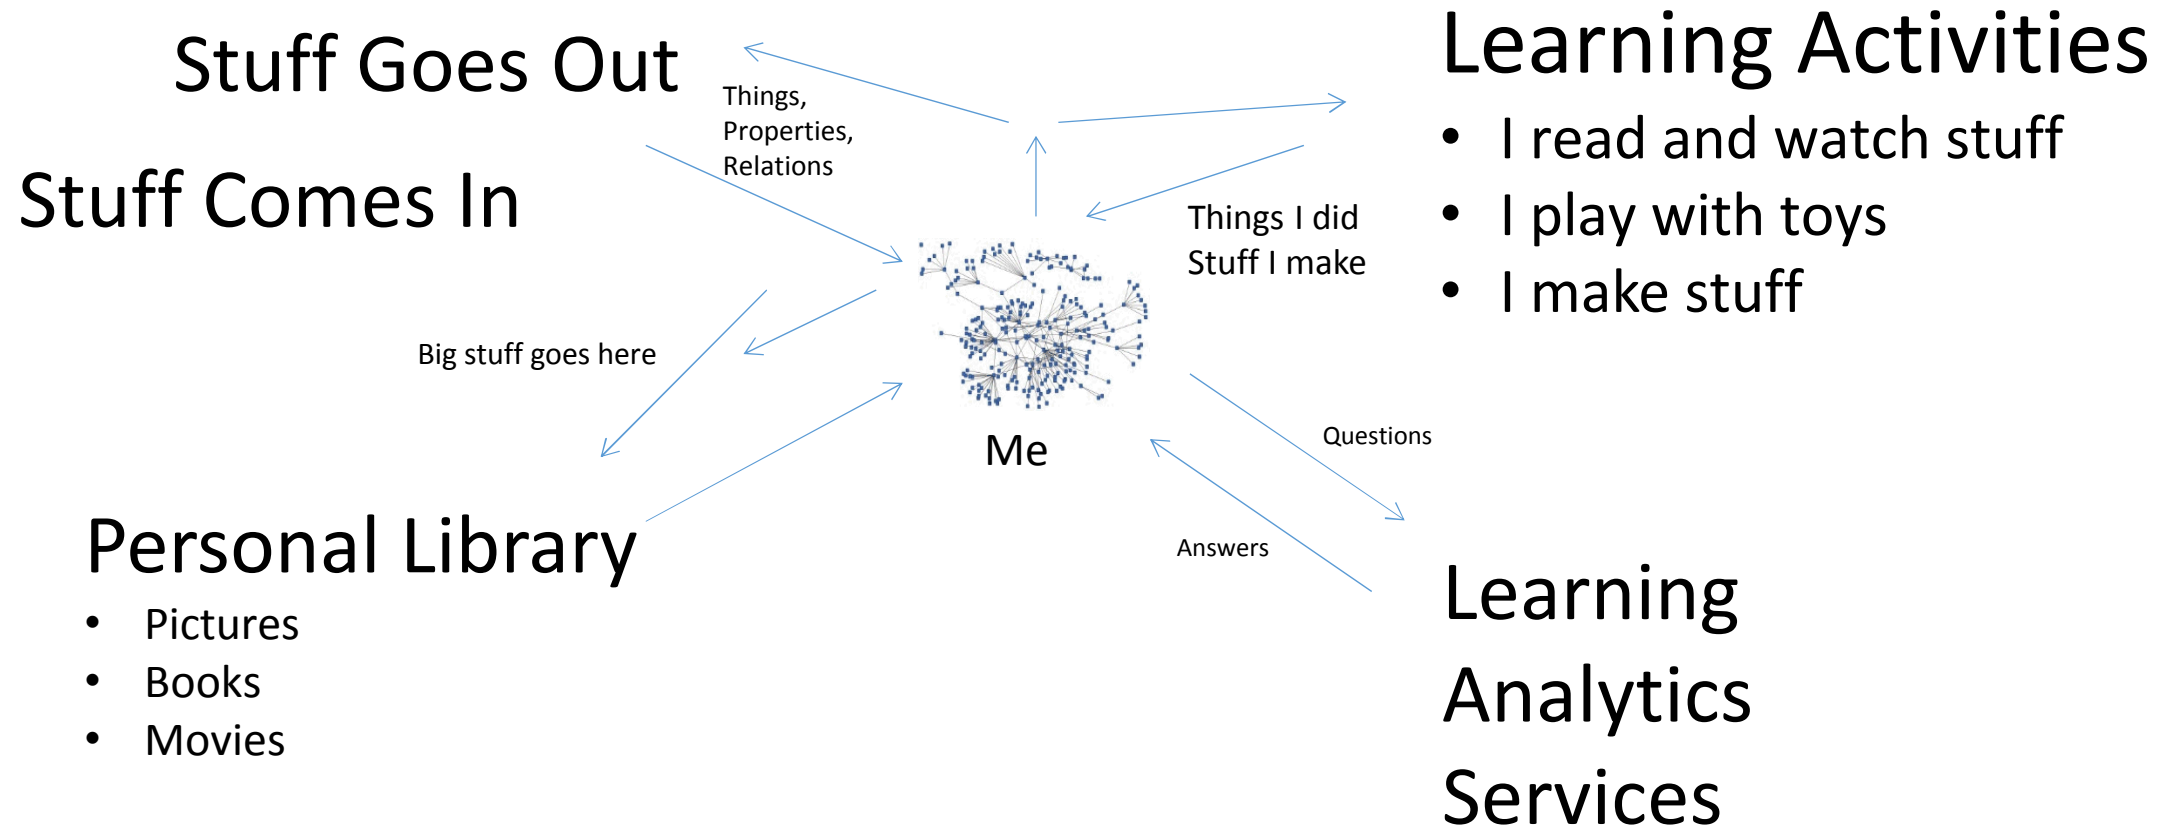 Stuff Goes Out
Things,
Properties,
Relations
Stuff Comes In
Learning Activities
• I read and watch stuff
• I play with toys
• I make stuff
Things I did
Stuff I make
Big stuff goes here
Me
Questions
Answers
Personal Library
• Pictures
• Books
• Movies
Learning
Analytics
Services